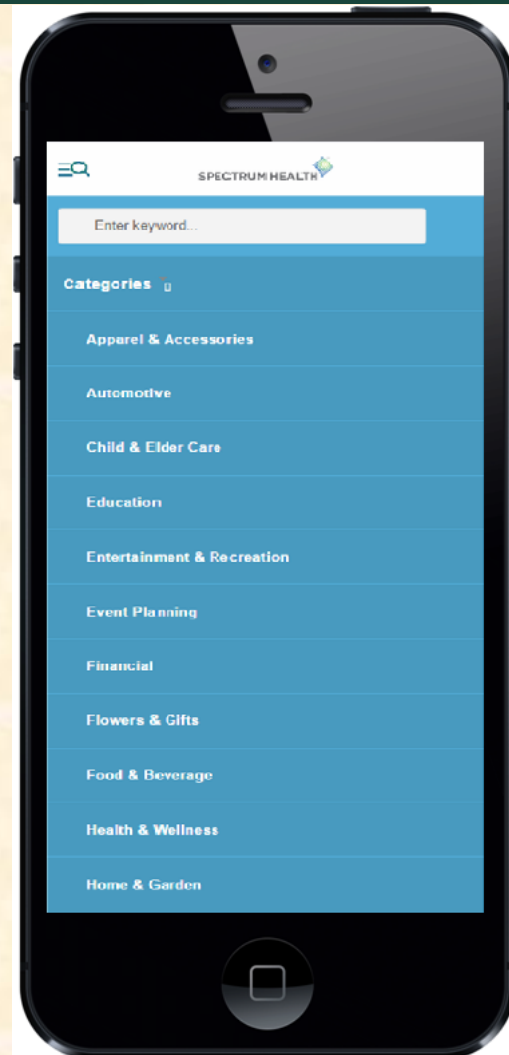 SPECTRUM HEALTH
Enter keyword...
Categories
Apparel & Accessories
Automotive
Child & Elder Care
Education
Entertainment & Recreation
Event Planning
Financial
Flowers & Gifts
Food & Beverage
Health & Wellness
Home & Garden